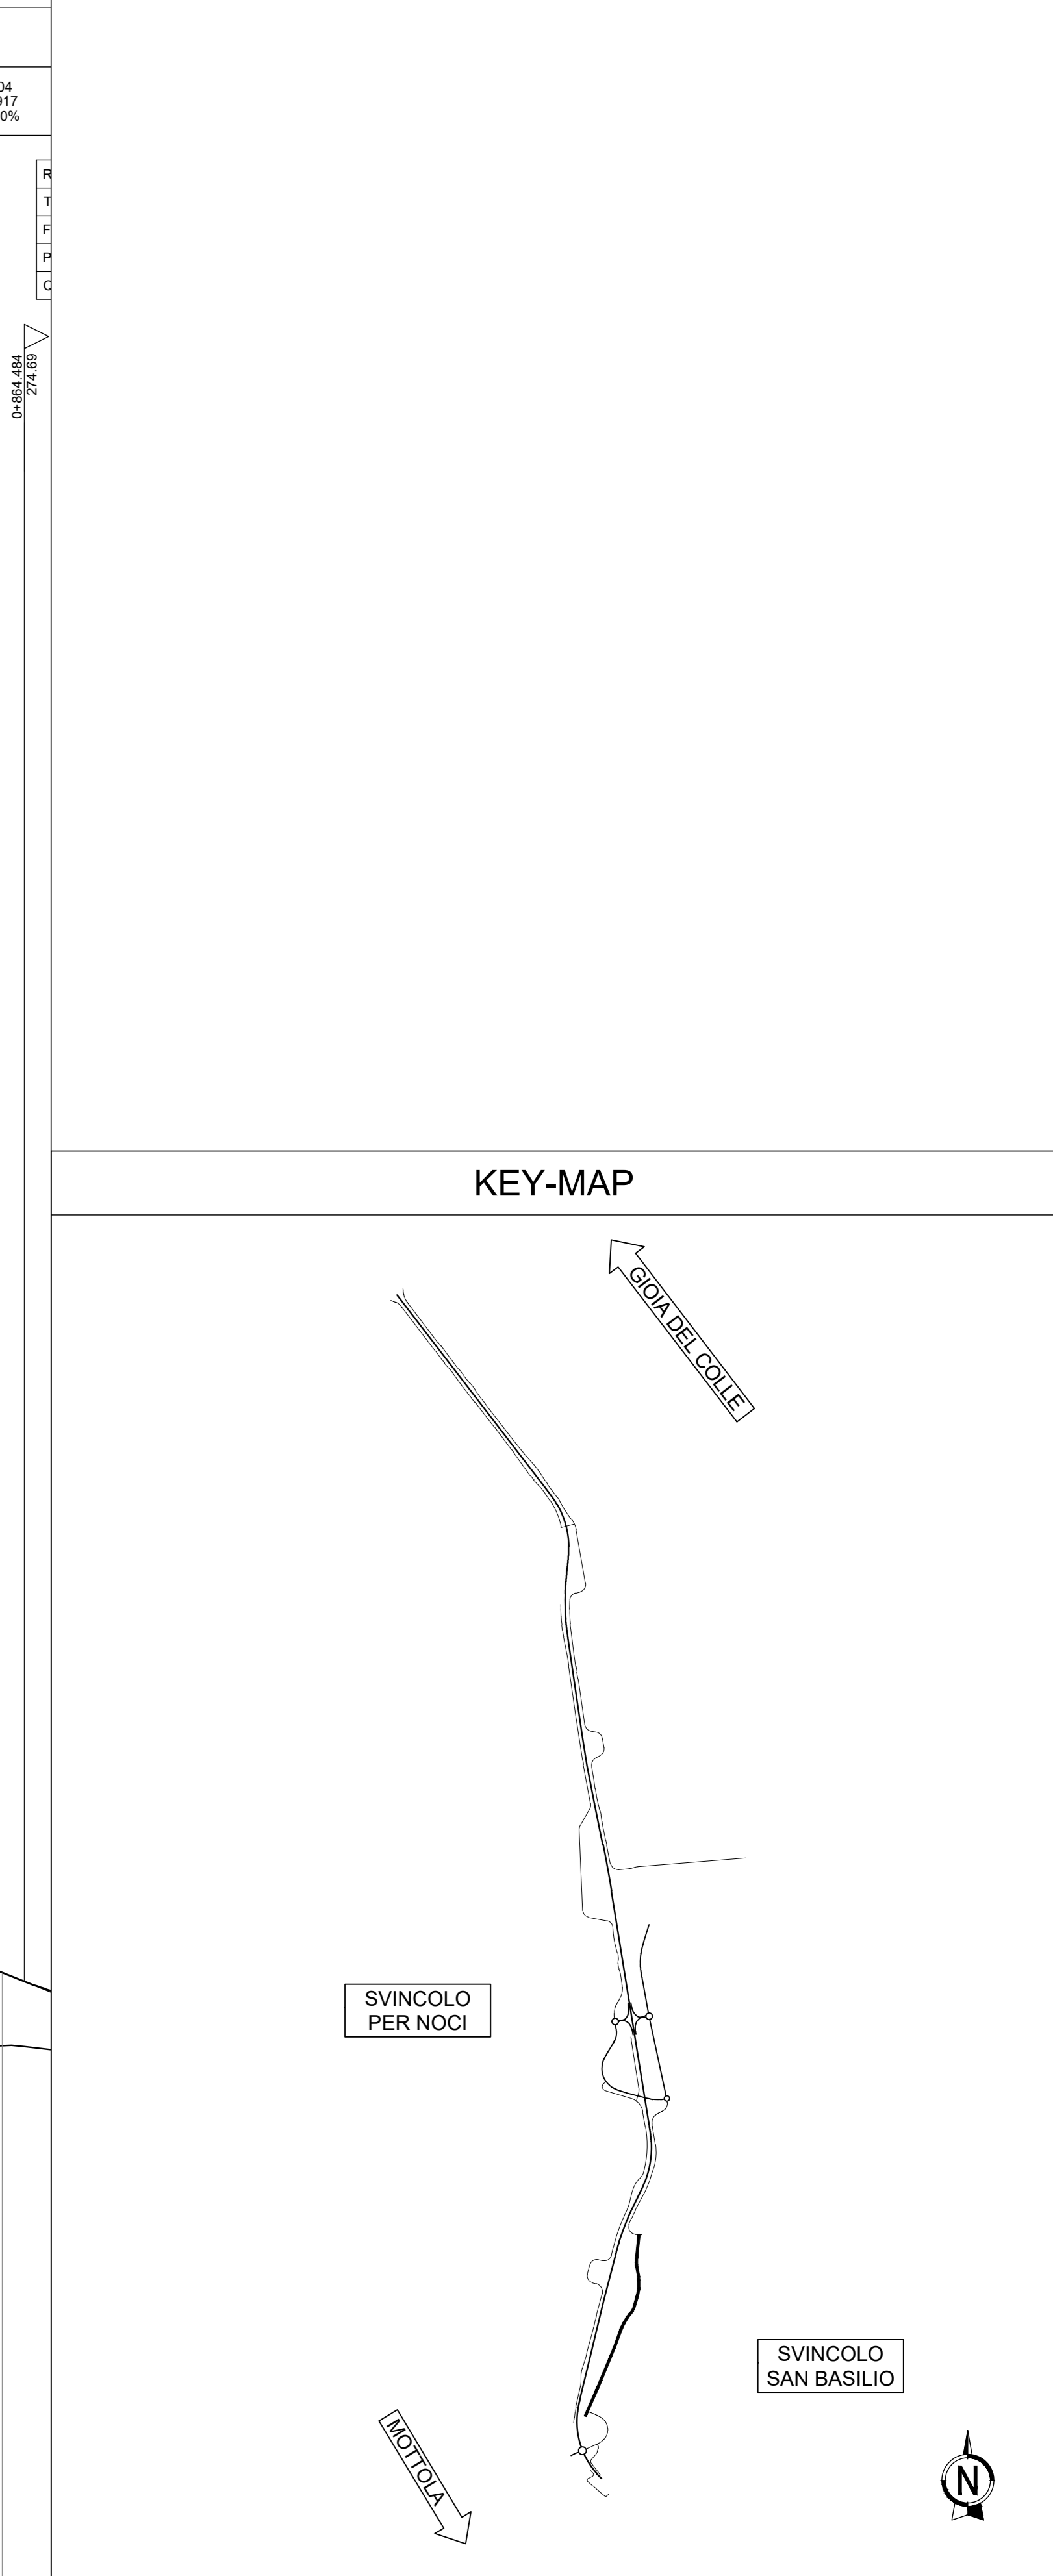 04
917
0%
R
T
F
P
0+864.484
274.69
KEY-MAP
GIOIA DEL COLLE
SVINCOLO
PER NOCI
SVINCOLO
SAN BASILIO
MOTTOLA
N